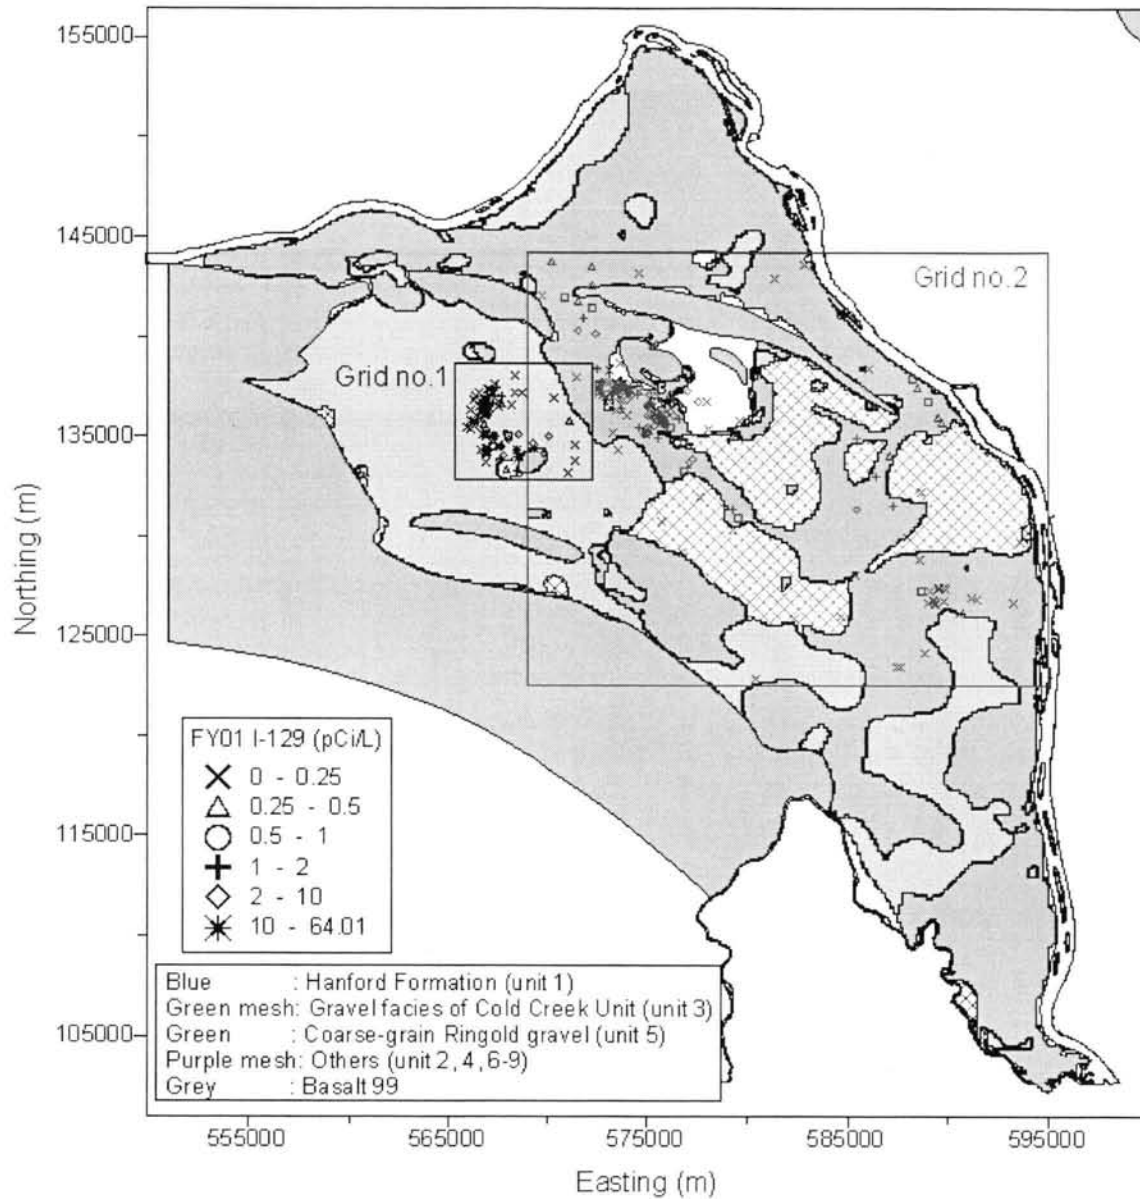 155000
145000
135000
125000
115000
105000
Northing (m)
Grid no.2
Grid no.1
FY01 I-129 (pCi/L)
0 - 0.25
0.25 - 0.5
0.5 - 1
1 - 2
2 - 10
10 - 64.01
Blue : Hanford Formation (unit 1)
Green mesh: Gravel facies of Cold Creek Unit (unit 3)
Green : Coarse-grain Ringold gravel (unit 5)
Purple mesh: Others (unit 2, 4, 6-9)
Grey : Basalt 99
555000 565000 575000 585000 595000
Easting (m)